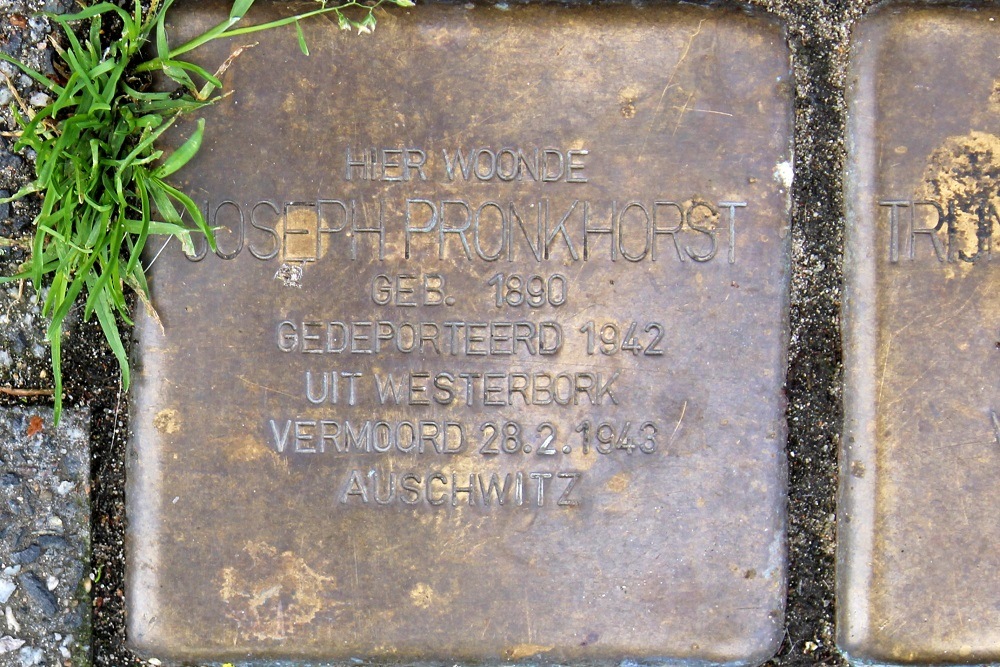 HIER WOONDE
JOSEPH PRONKHORST
GEB. 1890
GEDEPORTEERD 1942
UIT WESTERBORK
VERMOORD 28.2.1943
AUSCHWITZ